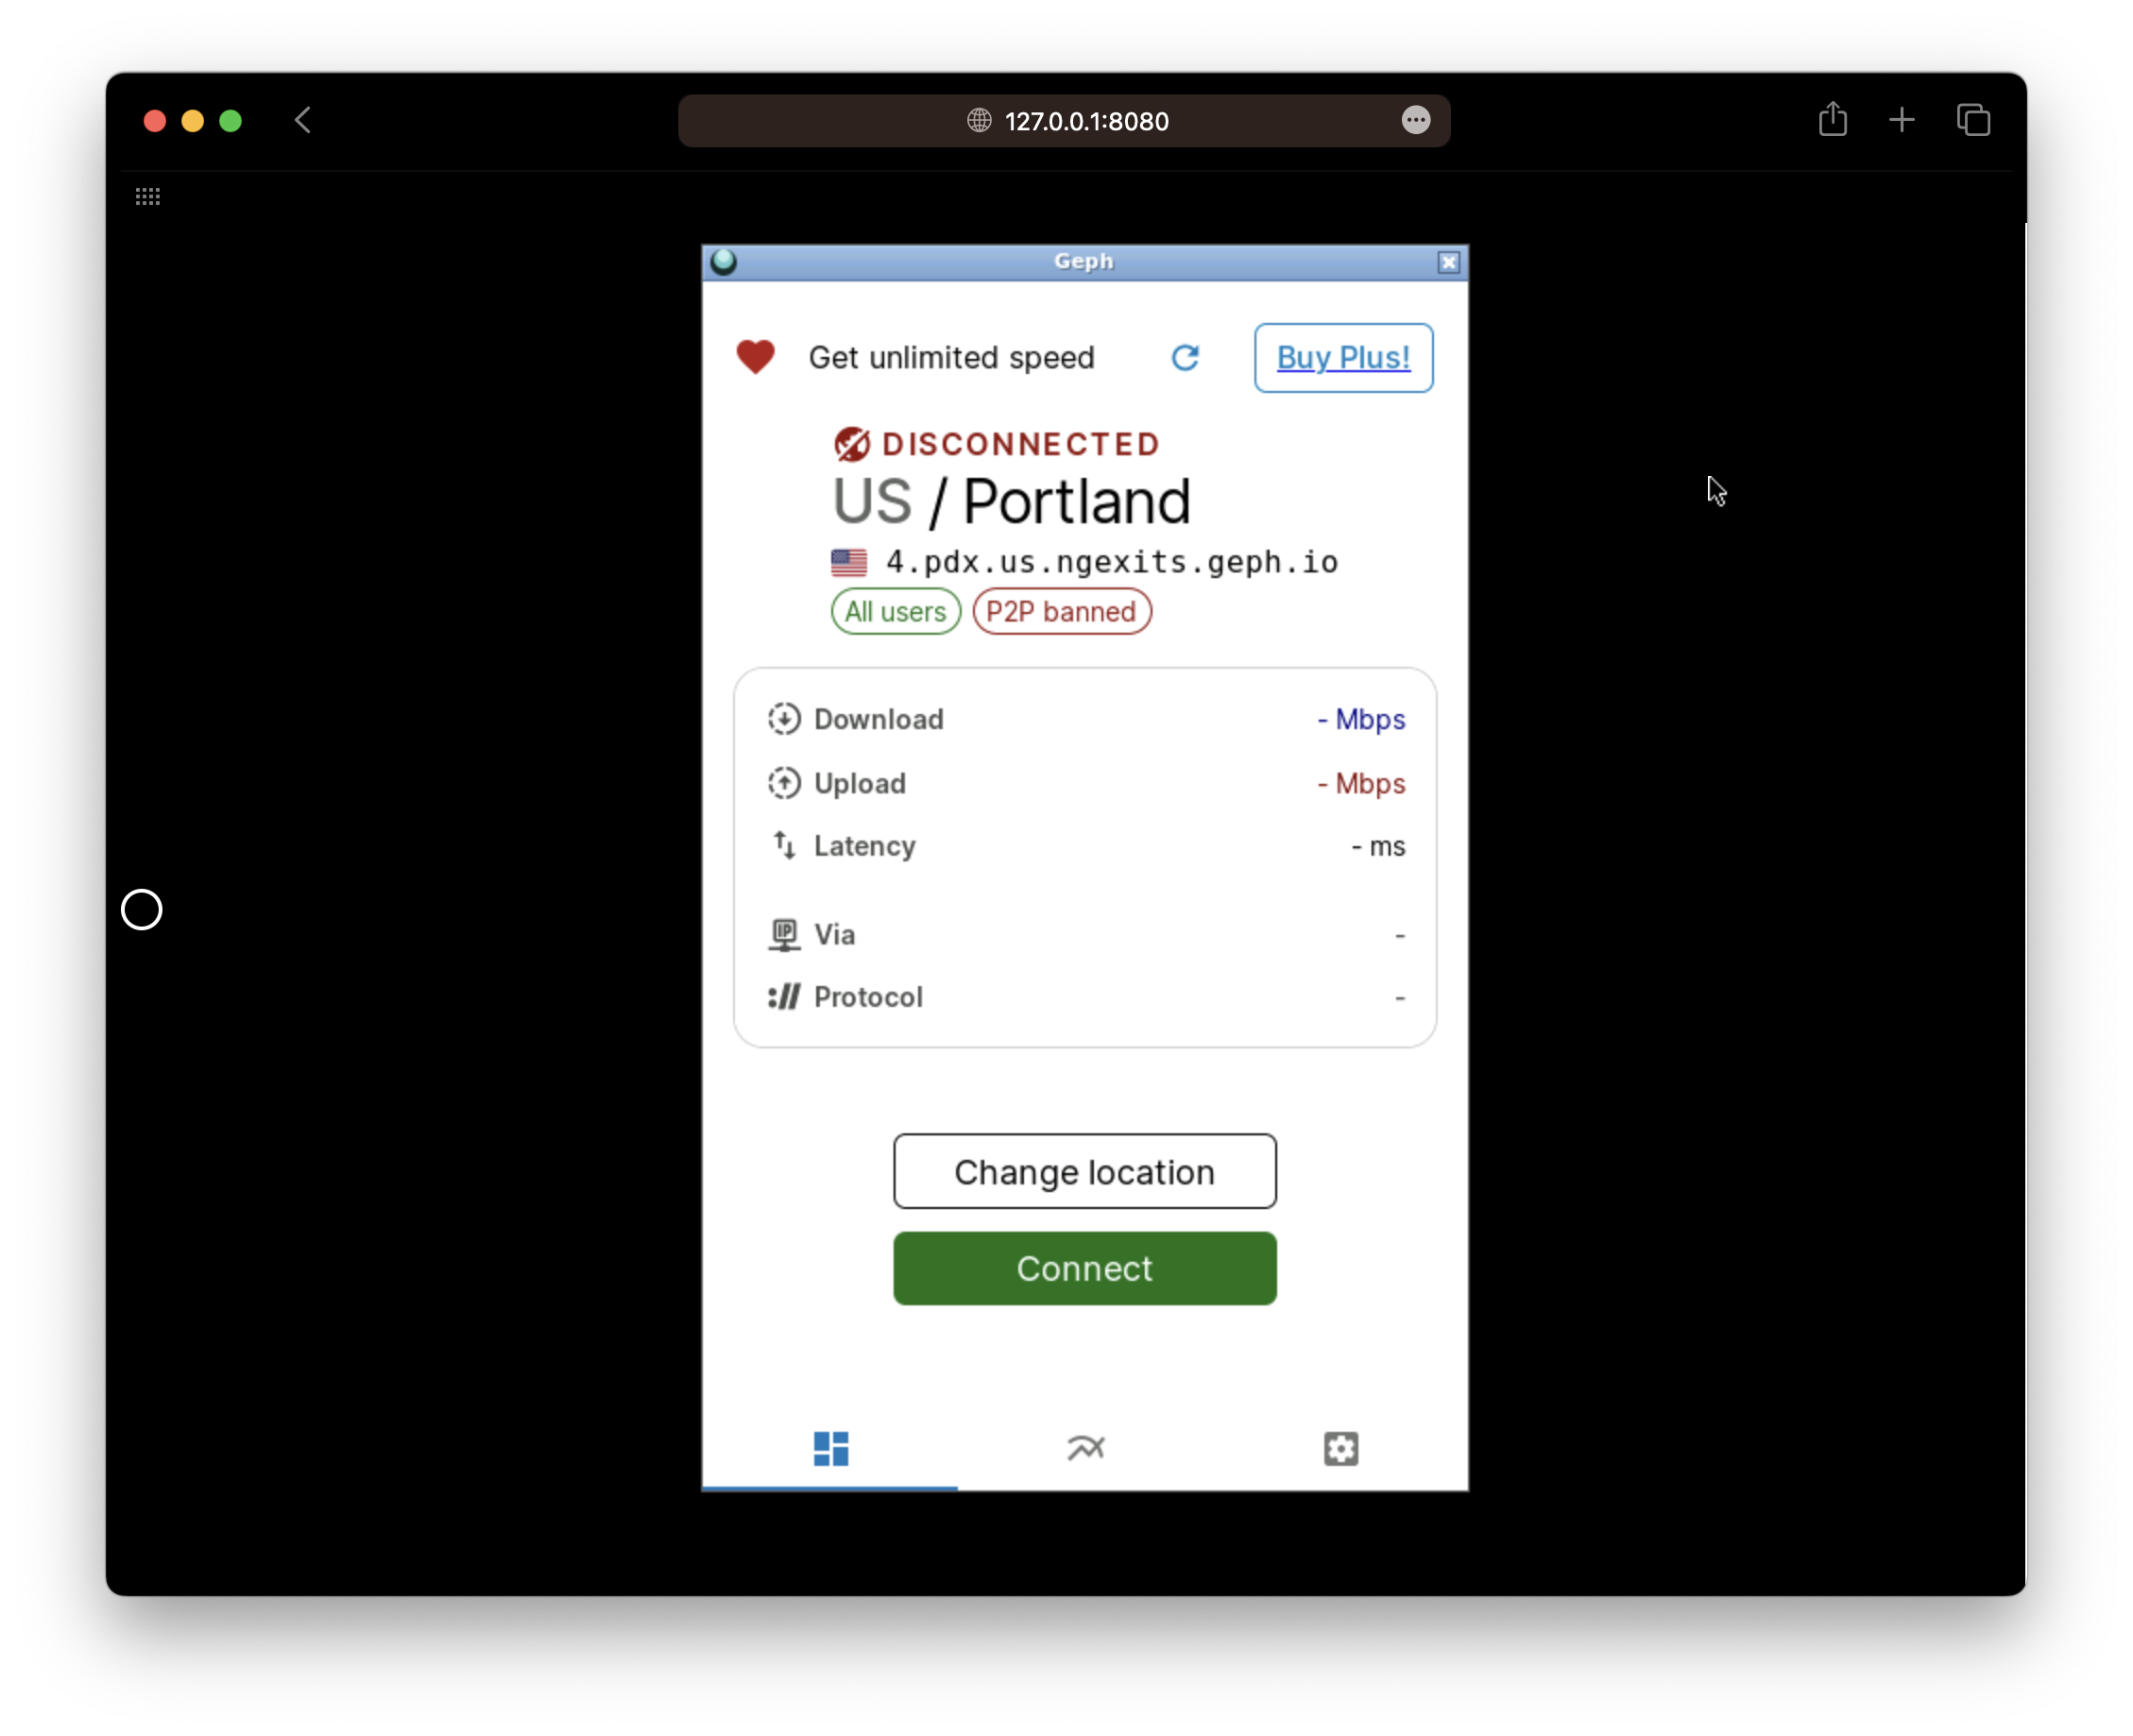 127.0.0.1:8080
Geph
Get unlimited speed
Buy Plus!
DISCONNECTED
US / Portland
4.pdx.us.ngexits.geph.io
All users P2P banned
Download - Mbps
Upload - Mbps
Latency - ms
IP Via -
Protocol -
Change location
Connect